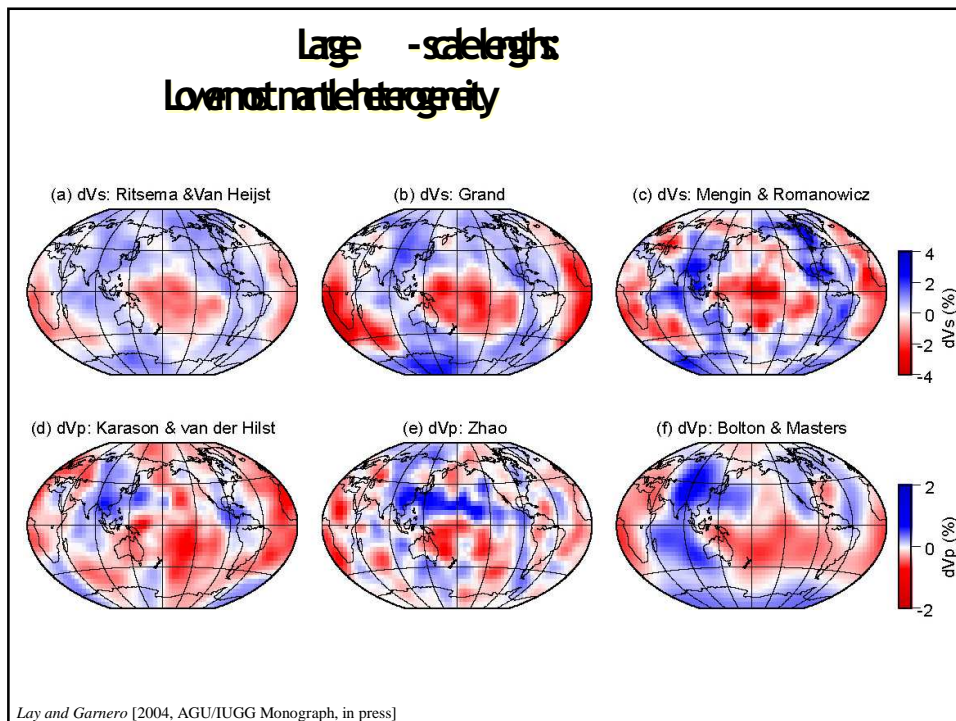 Large -scalelengths:
Lowermost mantle heterogeneity
(a) dVs: Ritsema &Van Heijst
(b) dVs: Grand
(c) dVs: Mengin & Romanowicz
4
2
0
-2
-4
dVs (%)
(d) dVp: Karason & van der Hilst
(e) dVp: Zhao
(f) dVp: Bolton & Masters
2
0
-2
dVp (%)
Lay and Garnero [2004, AGU/IUGG Monograph, in press]